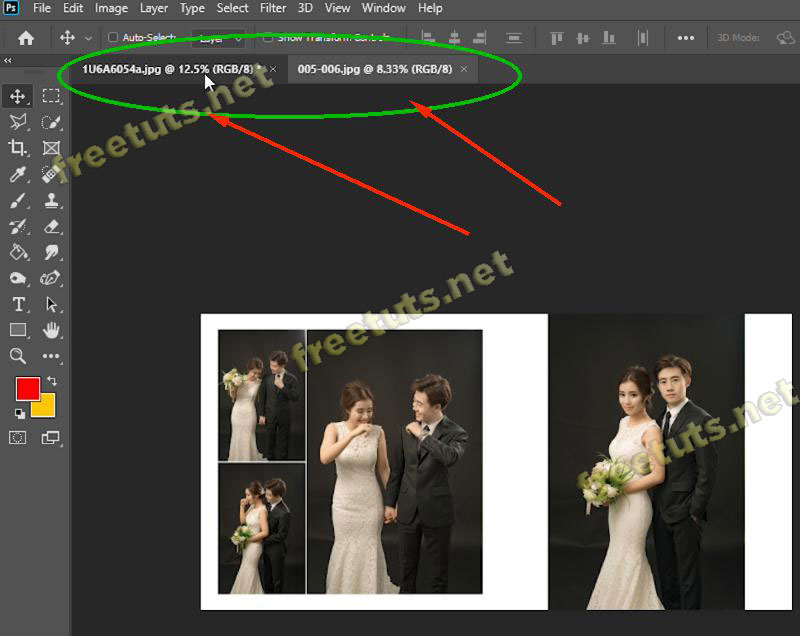 Ps File Edit Image Layer Type Select Filter 3D View Window Help
Auto-Select: Layer Show Transform Controls 3D Mode:
1U6A6054a.jpg @ 12.5% (RGB/8) * × 005-006.jpg @ 8.33% (RGB/8) ×
freetuts.net
freetuts.net
freetuts.net